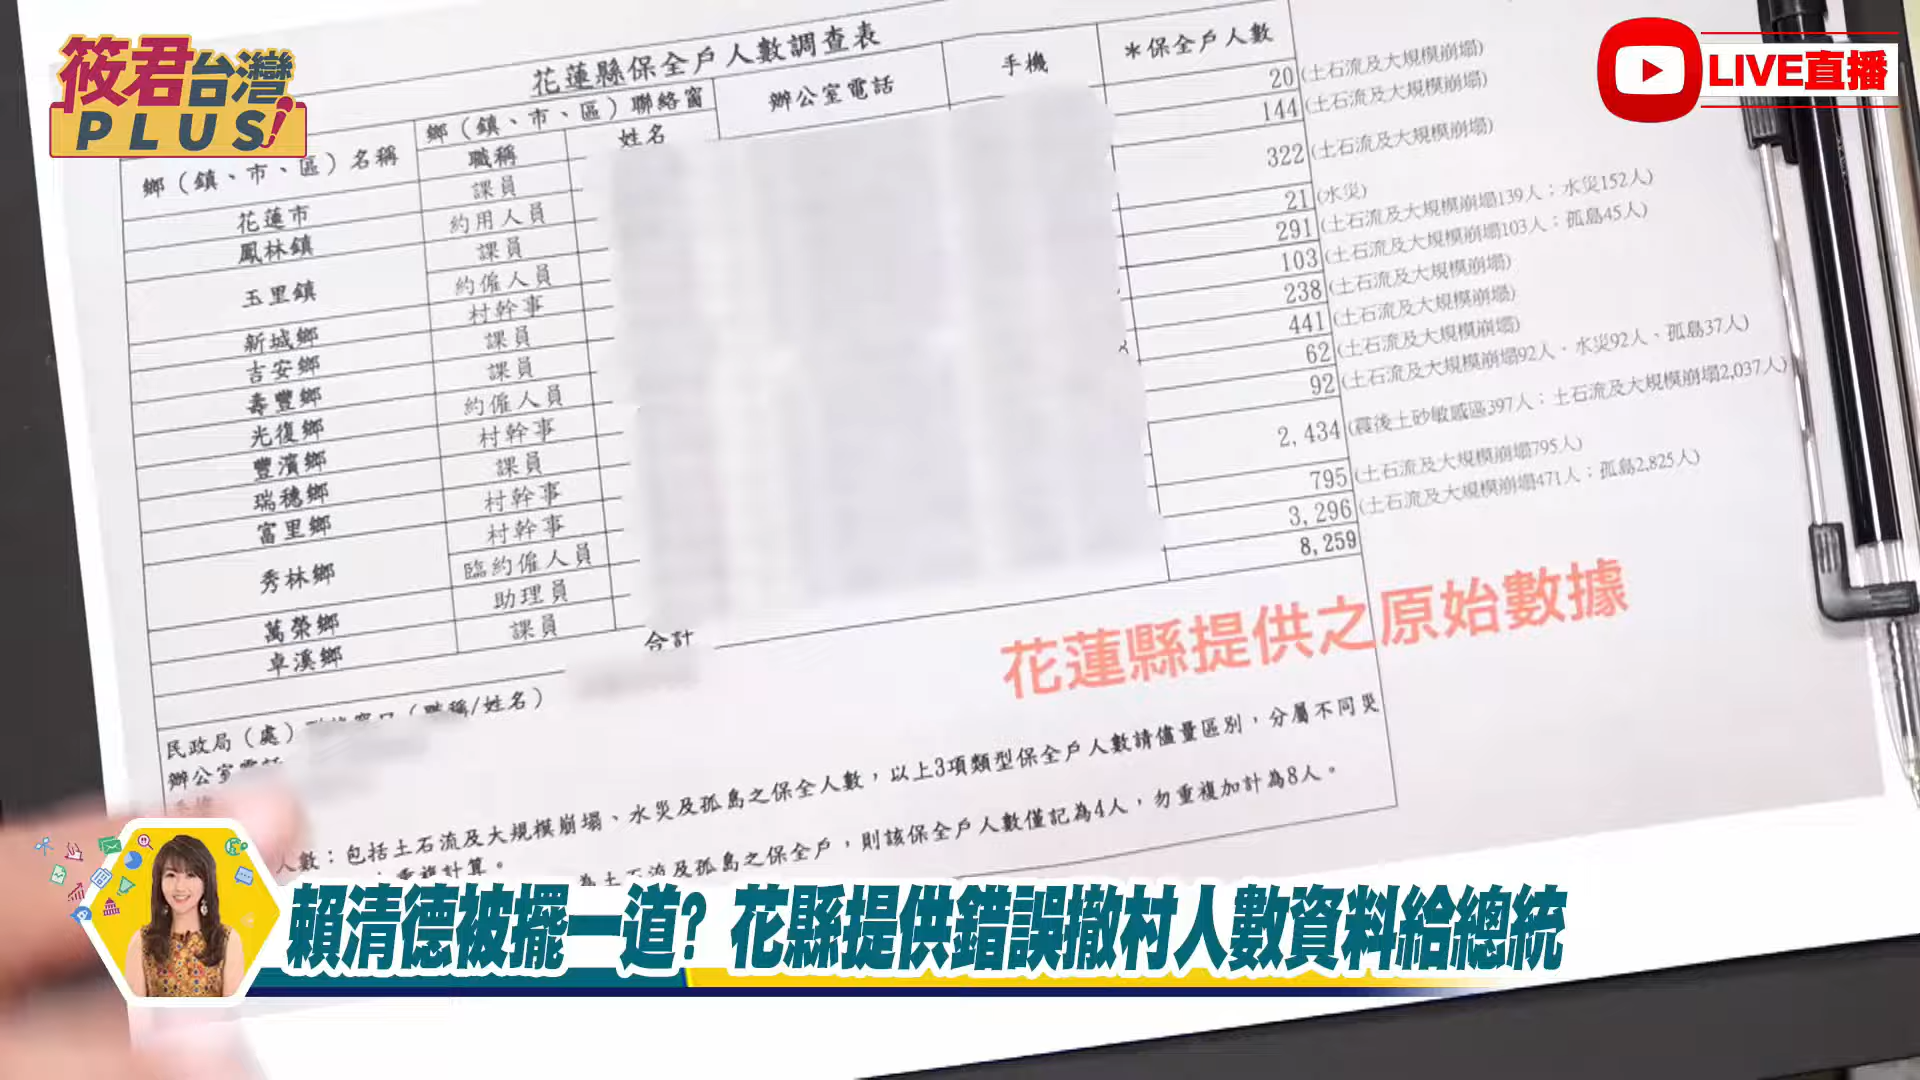 筱君台灣
PLUS!
LIVE直播
花蓮縣保全戶人數調查表
鄉（鎮、市、區）名稱
鄉（鎮、市、區）聯絡窗
職稱
姓名
辦公室電話
手機
*保全戶人數
花蓮市 課員 20 (土石流及大規模崩塌)
鳳林鎮 約用人員 144 (土石流及大規模崩塌)
玉里鎮 課員 322 (土石流及大規模崩塌)
約僱人員
新城鄉 村幹事 21 (水災)
吉安鄉 課員 291 (土石流及大規模崩塌139人；水災152人)
壽豐鄉 課員 103 (土石流及大規模崩塌103人；孤島45人)
光復鄉 約僱人員 238 (土石流及大規模崩塌)
豐濱鄉 村幹事 441 (土石流及大規模崩塌)
瑞穗鄉 課員 62 (土石流及大規模崩塌)
富里鄉 村幹事 92 (土石流及大規模崩塌92人、水災92人、孤島37人)
秀林鄉 村幹事 2,434 (震後土砂敏感區397人；土石流及大規模崩塌2,037人)
臨約僱人員
萬榮鄉 助理員 795 (土石流及大規模崩塌795人)
卓溪鄉 課員 3,296 (土石流及大規模崩塌471人；孤島2,825人)
合計 8,259
花蓮縣提供之原始數據
民政局（處）
職稱/姓名）
辦公室電話
人數：包括土石流及大規模崩塌、水災及孤島之保全人數，以上3項類型保全戶人數請儘量區別，分屬不同災
重複計算。
為土石流及孤島之保全戶，則該保全戶人數僅記為4人，勿重複加計為8人。
賴清德被擺一道? 花縣提供錯誤撤村人數資料給總統